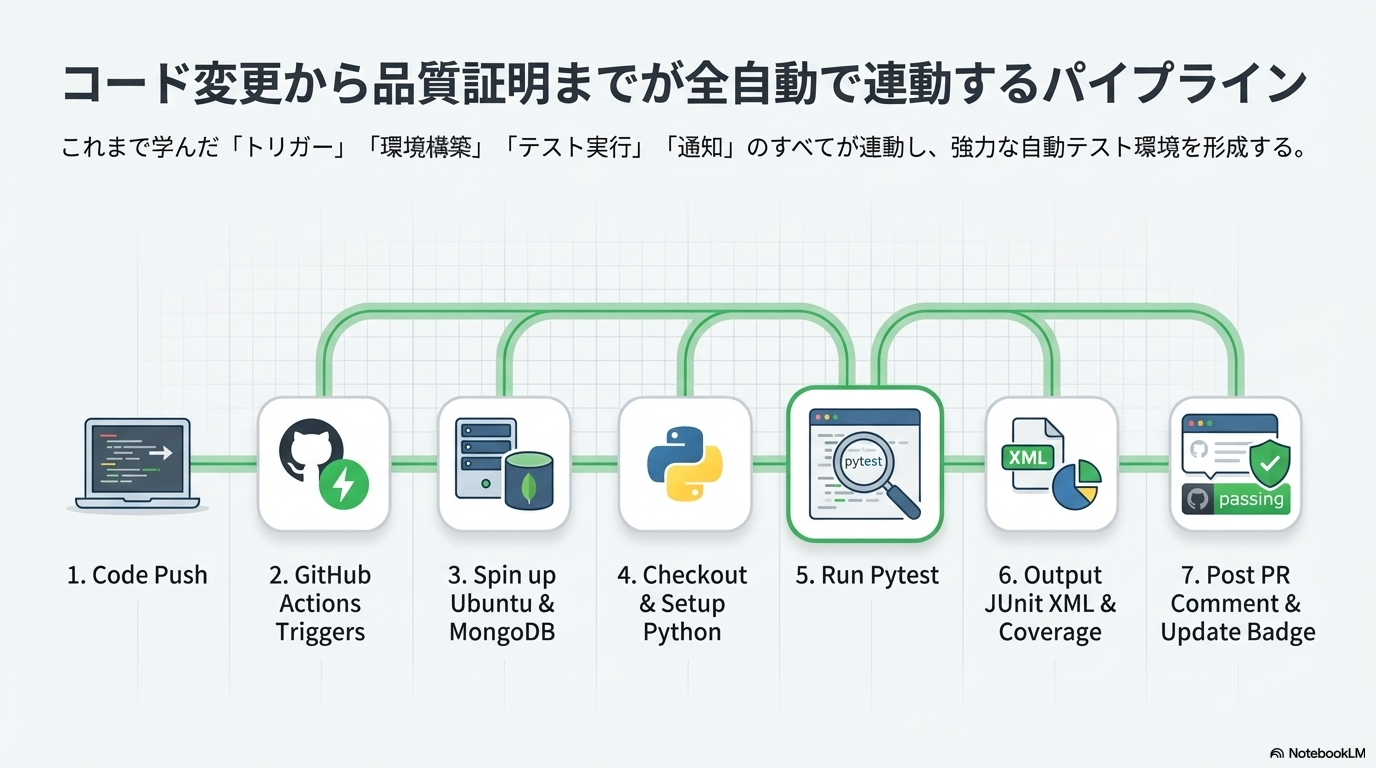 コード変更から品質証明までが全自動で連動するパイプライン
これまで学んだ「トリガー」「環境構築」「テスト実行」「通知」のすべてが連動し、強力な自動テスト環境を形成する。
pytest
XML
passing
1. Code Push
2. GitHub
Actions
Triggers
3. Spin up
Ubuntu &
MongoDB
4. Checkout
& Setup
Python
5. Run Pytest
6. Output
JUnit XML &
Coverage
7. Post PR
Comment &
Update Badge
NotebookLM